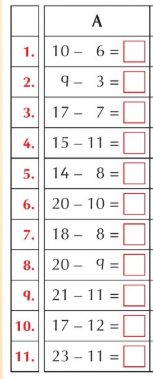 A
1. 10 - 6 =
2. 9 - 3 =
3. 17 - 7 =
4. 15 - 11 =
5. 14 - 8 =
6. 20 - 10 =
7. 18 - 8 =
8. 20 - 9 =
9. 21 - 11 =
10. 17 - 12 =
11. 23 - 11 =